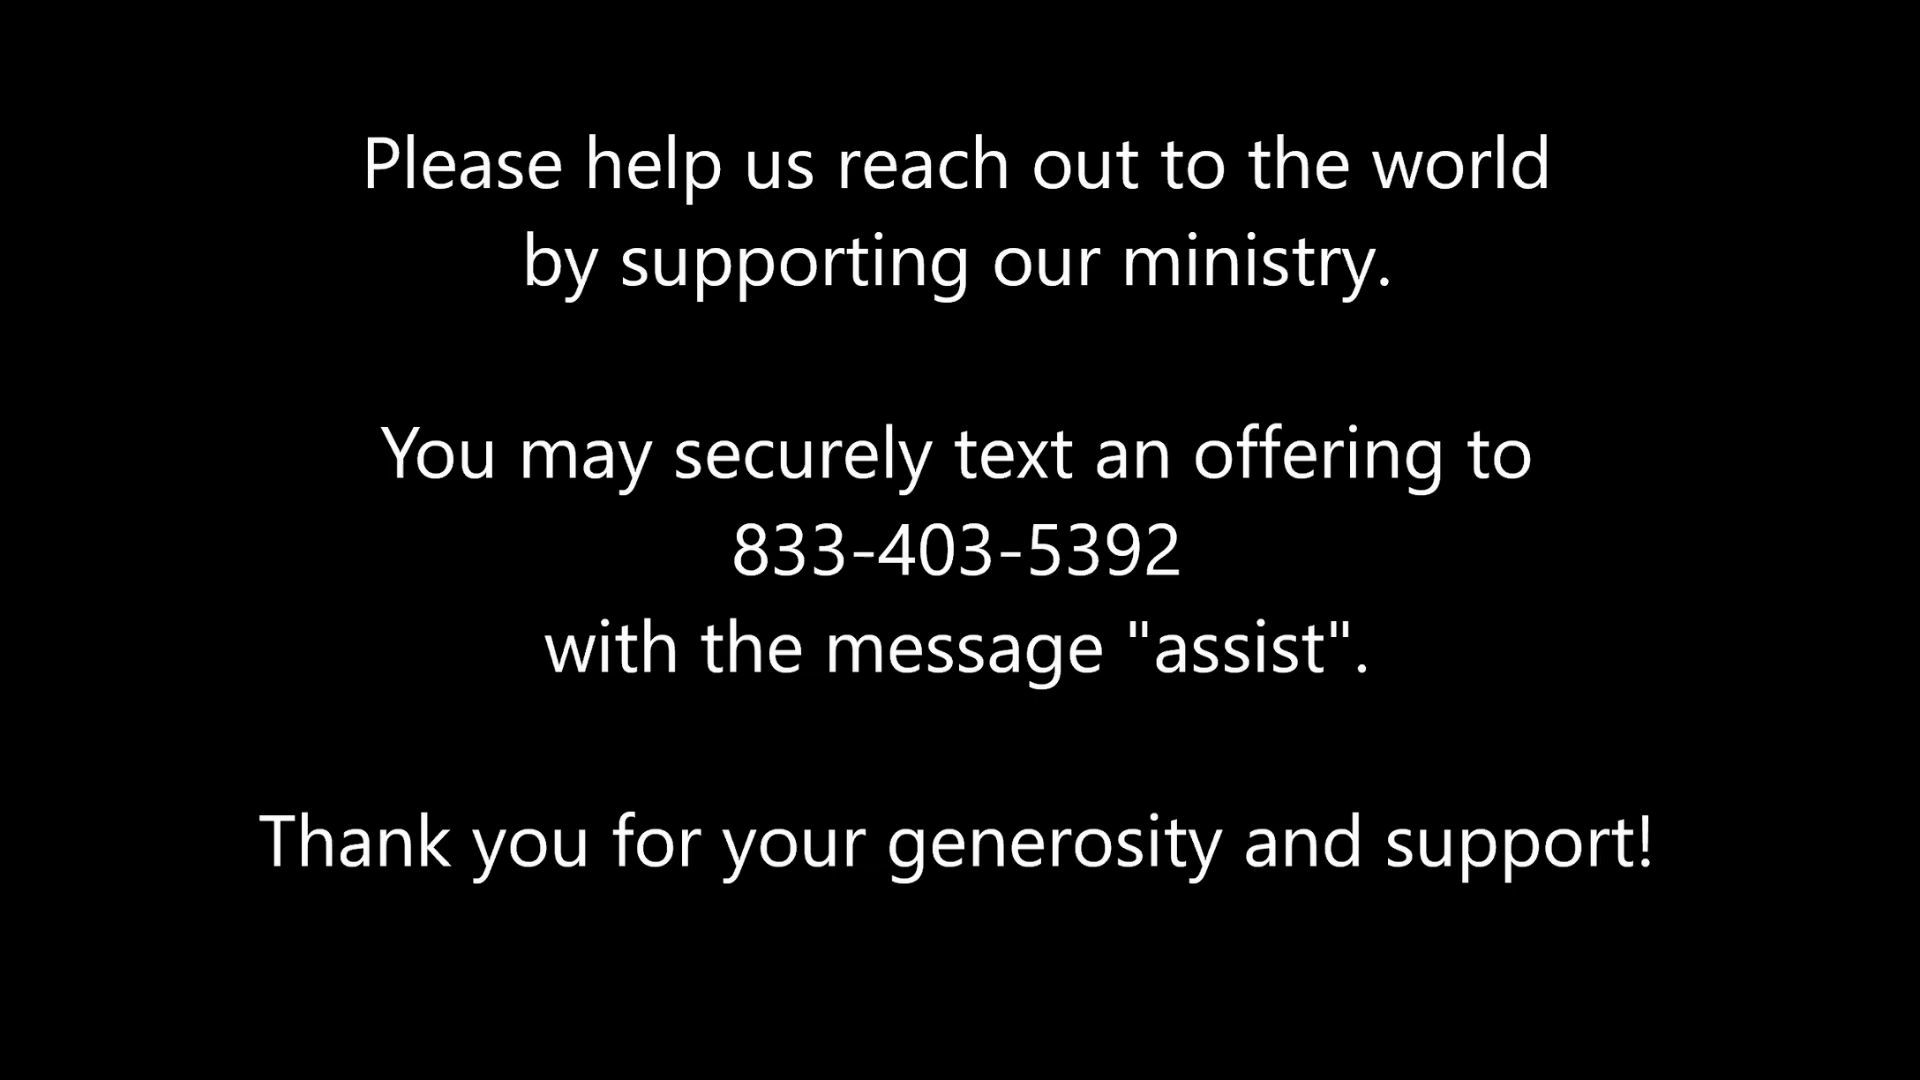 Please help us reach out to the world
by supporting our ministry.
You may securely text an offering to
833-403-5392
with the message "assist".
Thank you for your generosity and support!